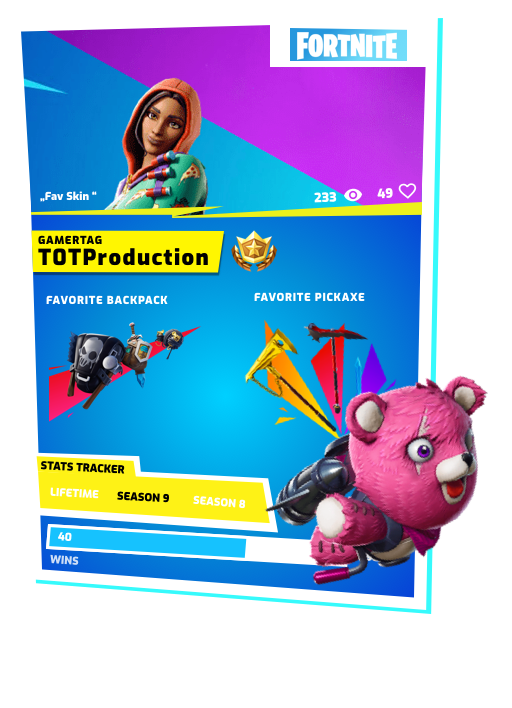 FORTNITE
„Fav Skin “
233
49
GAMERTAG
TOTProduction
FAVORITE BACKPACK
FAVORITE PICKAXE
STATS TRACKER
LIFETIME SEASON 9 SEASON 8
40
WINS